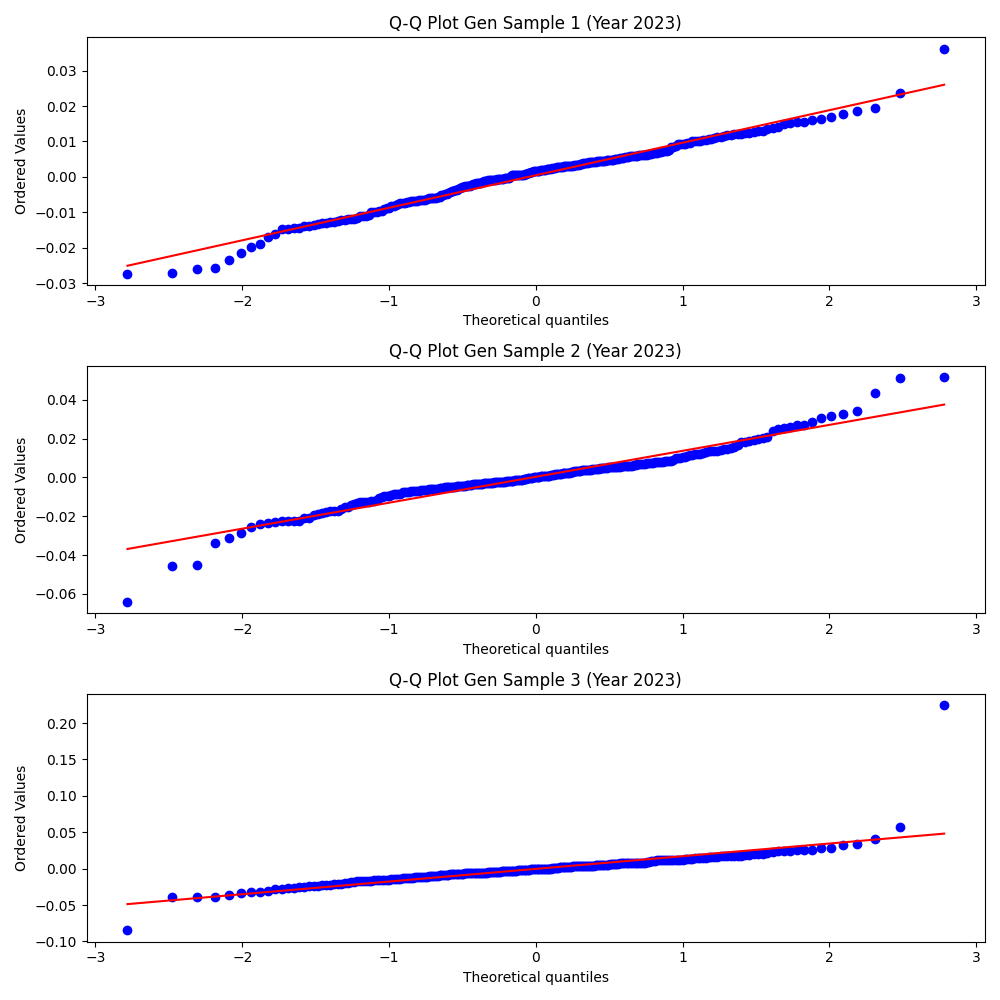 Q-Q Plot Gen Sample 1 (Year 2023)
Ordered Values
0.03
0.02
0.01
0.00
−0.01
−0.02
−0.03
−3 −2 −1 0 1 2 3
Theoretical quantiles
Q-Q Plot Gen Sample 2 (Year 2023)
Ordered Values
0.04
0.02
0.00
−0.02
−0.04
−0.06
−3 −2 −1 0 1 2 3
Theoretical quantiles
Q-Q Plot Gen Sample 3 (Year 2023)
Ordered Values
0.20
0.15
0.10
0.05
0.00
−0.05
−0.10
−3 −2 −1 0 1 2 3
Theoretical quantiles